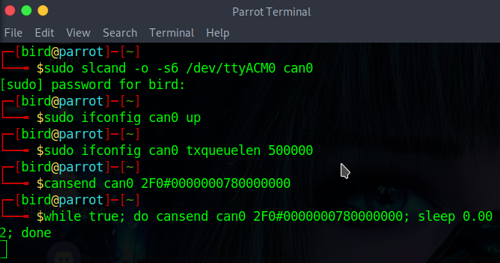 Parrot Terminal
File Edit View Search Terminal Help
[bird@parrot]-[~]
$sudo slcand -o -s6 /dev/ttyACM0 can0
[sudo] password for bird:
[bird@parrot]-[~]
$sudo ifconfig can0 up
[bird@parrot]-[~]
$sudo ifconfig can0 txqueuelen 500000
[bird@parrot]-[~]
$cansend can0 2F0#0000000780000000
[bird@parrot]-[~]
$while true; do cansend can0 2F0#0000000780000000; sleep 0.00
2; done